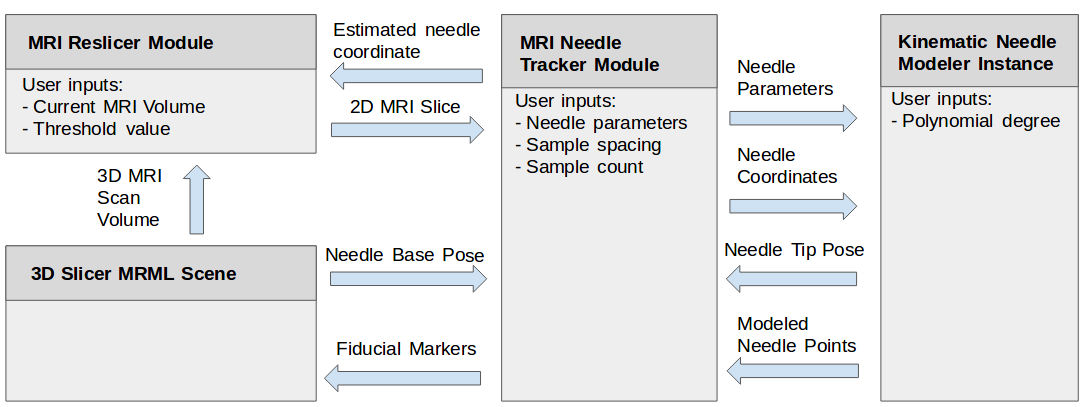 MRI Reslicer Module
User inputs:
- Current MRI Volume
- Threshold value
Estimated needle
coordinate
2D MRI Slice
MRI Needle
Tracker Module
User inputs:
- Needle parameters
- Sample spacing
- Sample count
Needle
Parameters
Needle
Coordinates
Kinematic Needle
Modeler Instance
User inputs:
- Polynomial degree
3D MRI
Scan
Volume
3D Slicer MRML Scene
Needle Base Pose
Fiducial Markers
Needle Tip Pose
Modeled
Needle Points